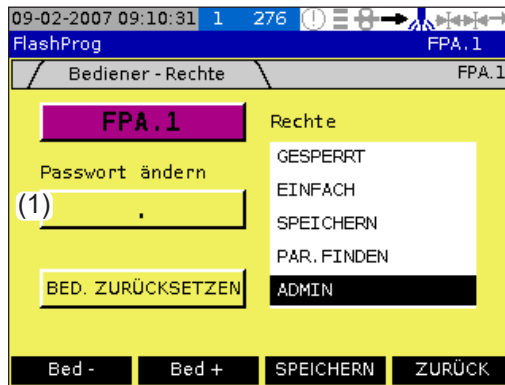 09-02-2007 09:10:31 1 276
FlashProg FPA.1
Bediener - Rechte FPA.1
FPA.1
Rechte
Passwort ändern
(1)
.
BED. ZURÜCKSETZEN
GESPERRT
EINFACH
SPEICHERN
PAR. FINDEN
ADMIN
Bed - Bed + SPEICHERN ZURÜCK